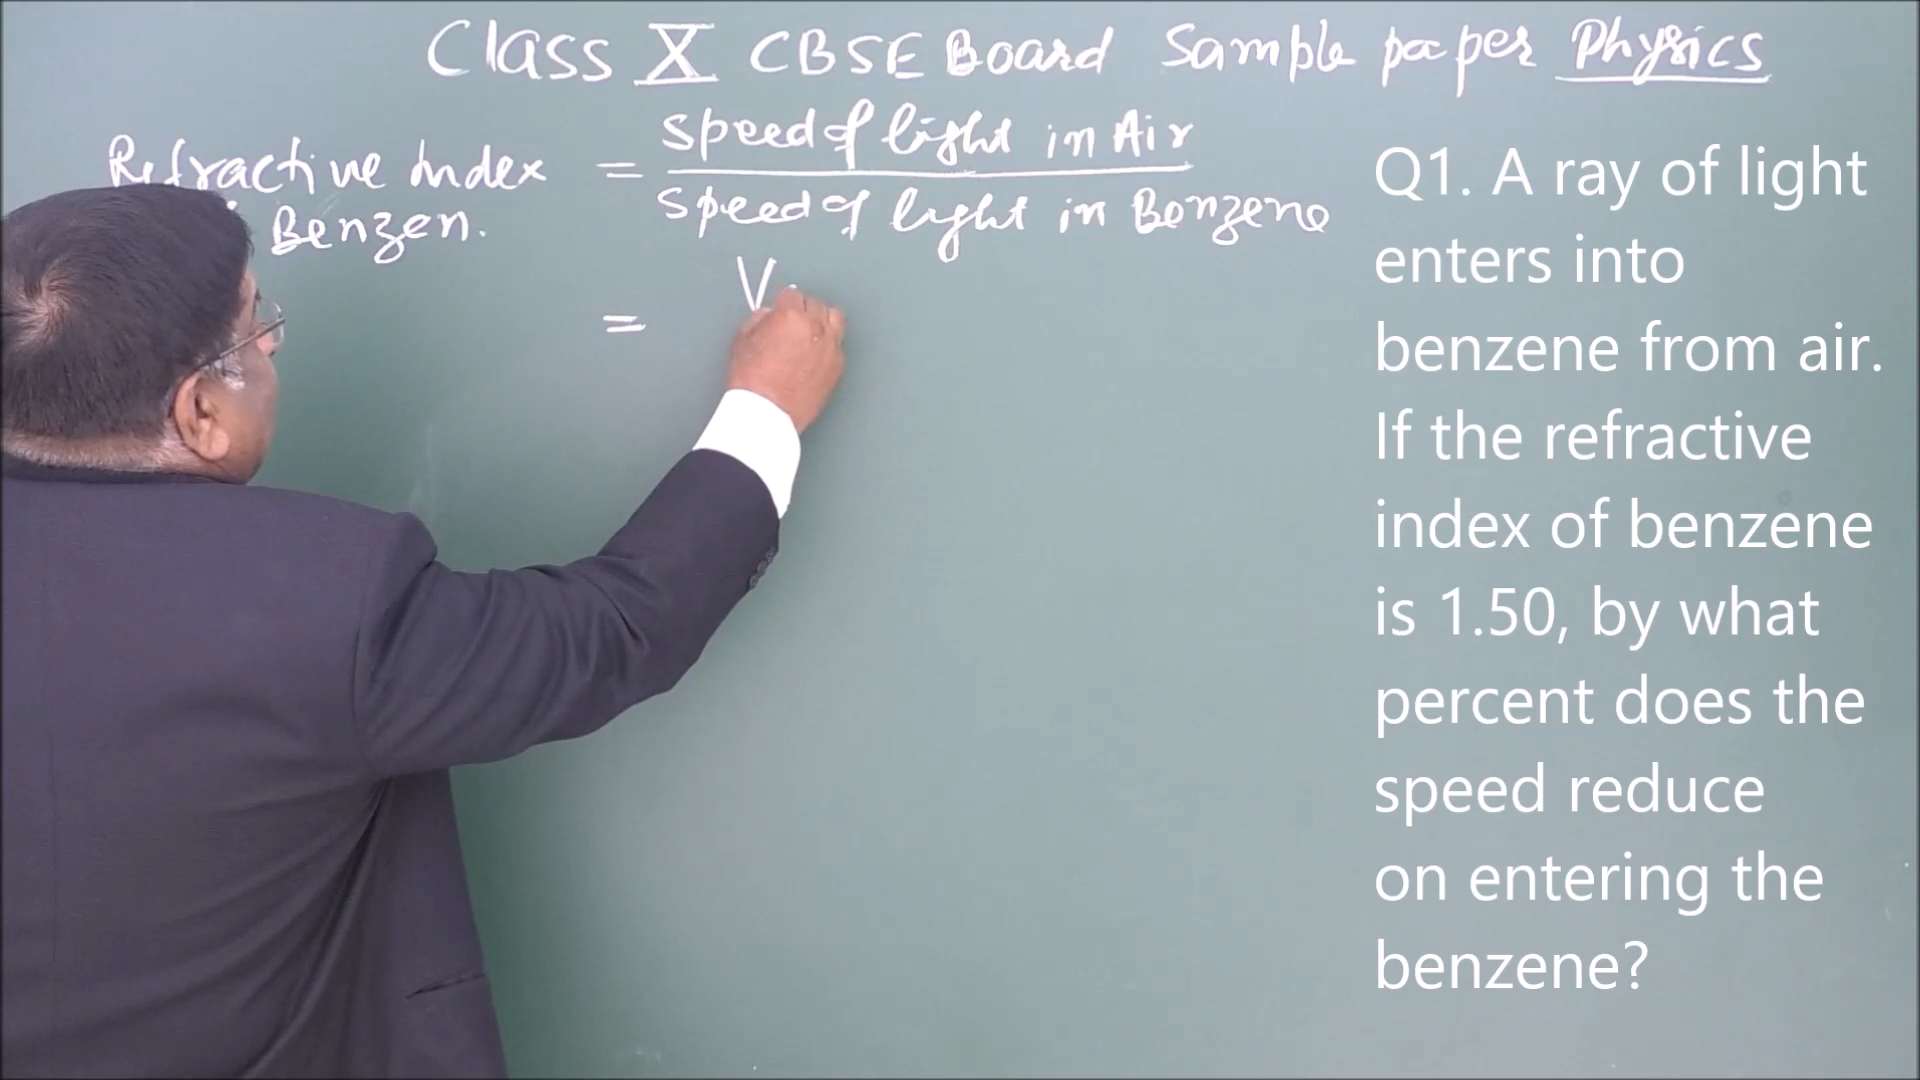 Class X CBSE Board Sample paper Physics
Refractive Index = Speed of light in Air
Benzen. Speed of light in Benzene
= V
Q1. A ray of light
enters into
benzene from air.
If the refractive
index of benzene
is 1.50, by what
percent does the
speed reduce
on entering the
benzene?